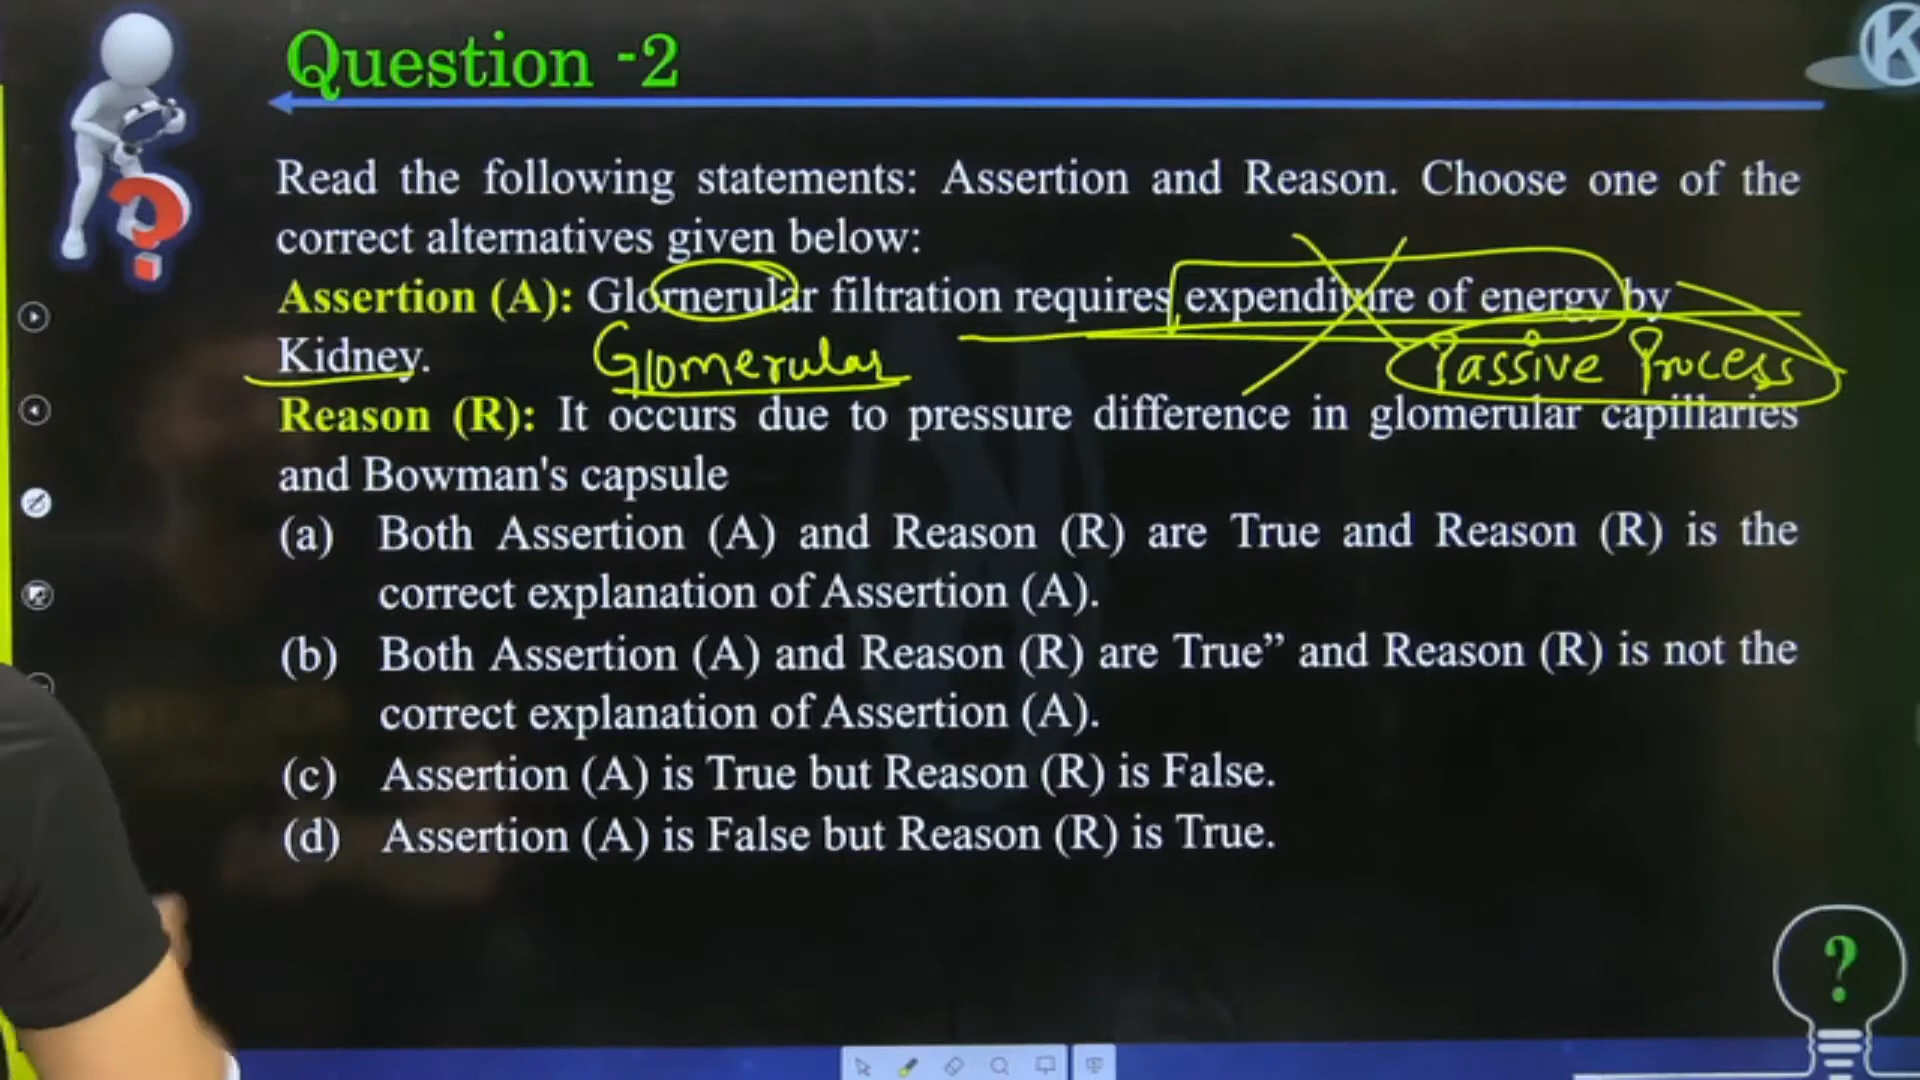 Question -2
Read the following statements: Assertion and Reason. Choose one of the
correct alternatives given below:
Assertion (A): Glornerular filtration requires expenditure of energy by
Kidney.
Glomerular
Passive Process
Reason (R): It occurs due to pressure difference in glomerular capillaries
and Bowman's capsule
(a) Both Assertion (A) and Reason (R) are True and Reason (R) is the
correct explanation of Assertion (A).
(b) Both Assertion (A) and Reason (R) are True” and Reason (R) is not the
correct explanation of Assertion (A).
(c) Assertion (A) is True but Reason (R) is False.
(d) Assertion (A) is False but Reason (R) is True.
?
K